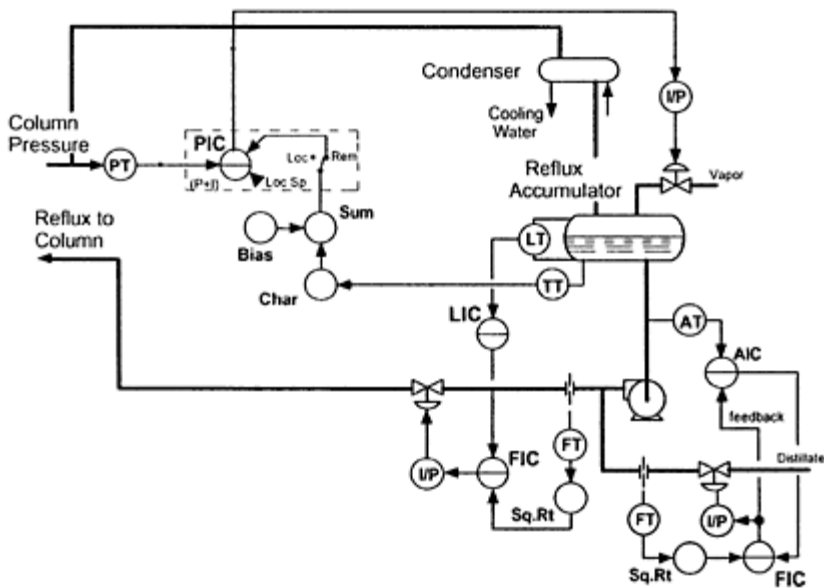 Condenser
I/P
Cooling
Water
Column
Pressure
PIC
PT
Loc
Rem
(P+I)
Loc Sp
Reflux
Accumulator
Vapor
Reflux to
Column
Sum
Bias
LT
Char
TT
LIC
AT
AIC
feedback
FT
I/P
FIC
Distillate
Sq.Rt
FT
I/P
Sq.Rt
FIC